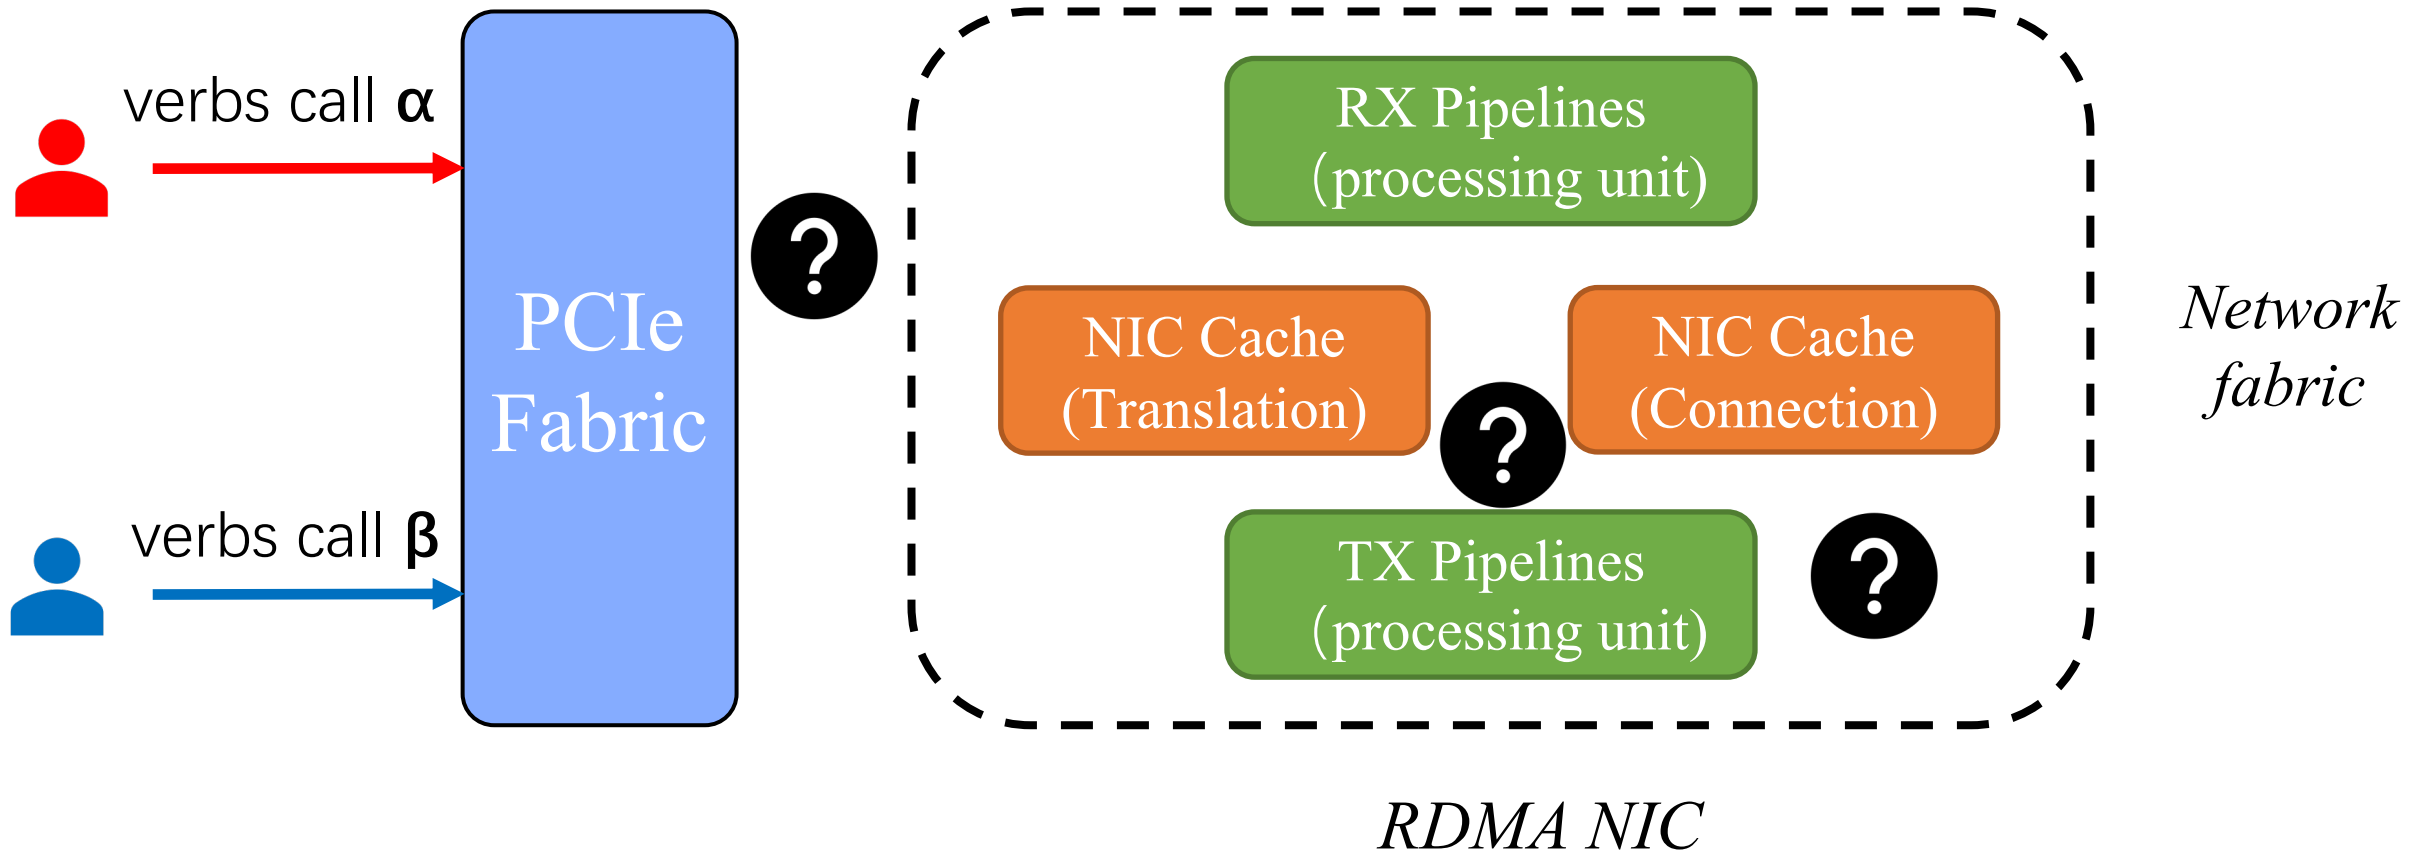 verbs call α
verbs call β
PCIe
Fabric
?
RX Pipelines
(processing unit)
NIC Cache
(Translation)
NIC Cache
(Connection)
?
TX Pipelines
(processing unit)
?
Network
fabric
RDMA NIC